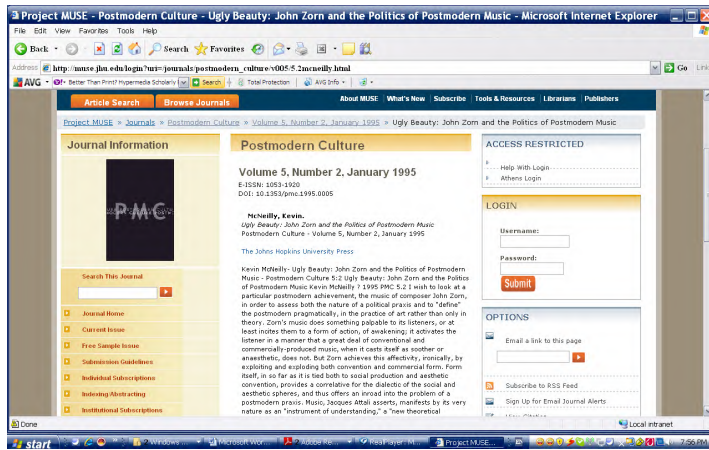 Project MUSE - Postmodern Culture - Ugly Beauty: John Zorn and the Politics of Postmodern Music - Microsoft Internet Explorer
File Edit View Favorites Tools Help
Back Search Favorites
Address http://muse.jhu.edu/login?uri=/journals/postmodern_culture/v005/5.2mcneilly.html Go Link
AVG Better Than Print? Hypermedia Scholarly Search Total Protection AVG Info
Article Search Browse Journals About MUSE What's New Subscribe Tools & Resources Librarians Publishers
Project MUSE » Journals » Postmodern Culture » Volume 5, Number 2, January 1995 » Ugly Beauty: John Zorn and the Politics of Postmodern Music
Journal Information
PMC
Search This Journal
Journal Home
Current Issue
Free Sample Issue
Submission Guidelines
Individual Subscriptions
Indexing/Abstracting
Institutional Subscriptions
Postmodern Culture
Volume 5, Number 2, January 1995
E-ISSN: 1053-1920
DOI: 10.1353/pmc.1995.0005
McNeilly, Kevin.
Ugly Beauty: John Zorn and the Politics of Postmodern Music
Postmodern Culture - Volume 5, Number 2, January 1995
The Johns Hopkins University Press
Kevin McNeilly- Ugly Beauty: John Zorn and the Politics of Postmodern
Music - Postmodern Culture 5:2 Ugly Beauty: John Zorn and the Politics
of Postmodern Music Kevin McNeilly ? 1995 PMC 5.2 I wish to look at a
particular postmodern achievement, the music of composer John Zorn,
in order to assess both the nature of a political praxis and to "define"
the postmodern pragmatically, in the practice of art rather than only in
theory. Zorn's music does something palpable to its listeners, or at
least incites them to a form of action, of awakening; it activates the
listener in a manner that a great deal of conventional and
commercially-produced music, when it casts itself as soother or
anaesthetic, does not. But Zorn achieves this affectivity, ironically, by
exploiting and exploding both convention and commercial form. Form
itself, in so far as it is tied both to social production and aesthetic
convention, provides a correlative for the dialectic of the social and
aesthetic spheres, and thus offers an inroad into the problem of a
postmodern praxis. Music, Jacques Attali asserts, manifests by its very
nature as an "instrument of understanding," a "new theoretical
ACCESS RESTRICTED
Help With Login
Athens Login
LOGIN
Username:
Password:
Submit
OPTIONS
Email a link to this page
Subscribe to RSS Feed
Sign Up for Email Journal Alerts
View Citation
Done Local intranet
start Windows ... Microsoft Wor... Adobe Re... RealPlayer: M... Project MUSE... 7:56 PM